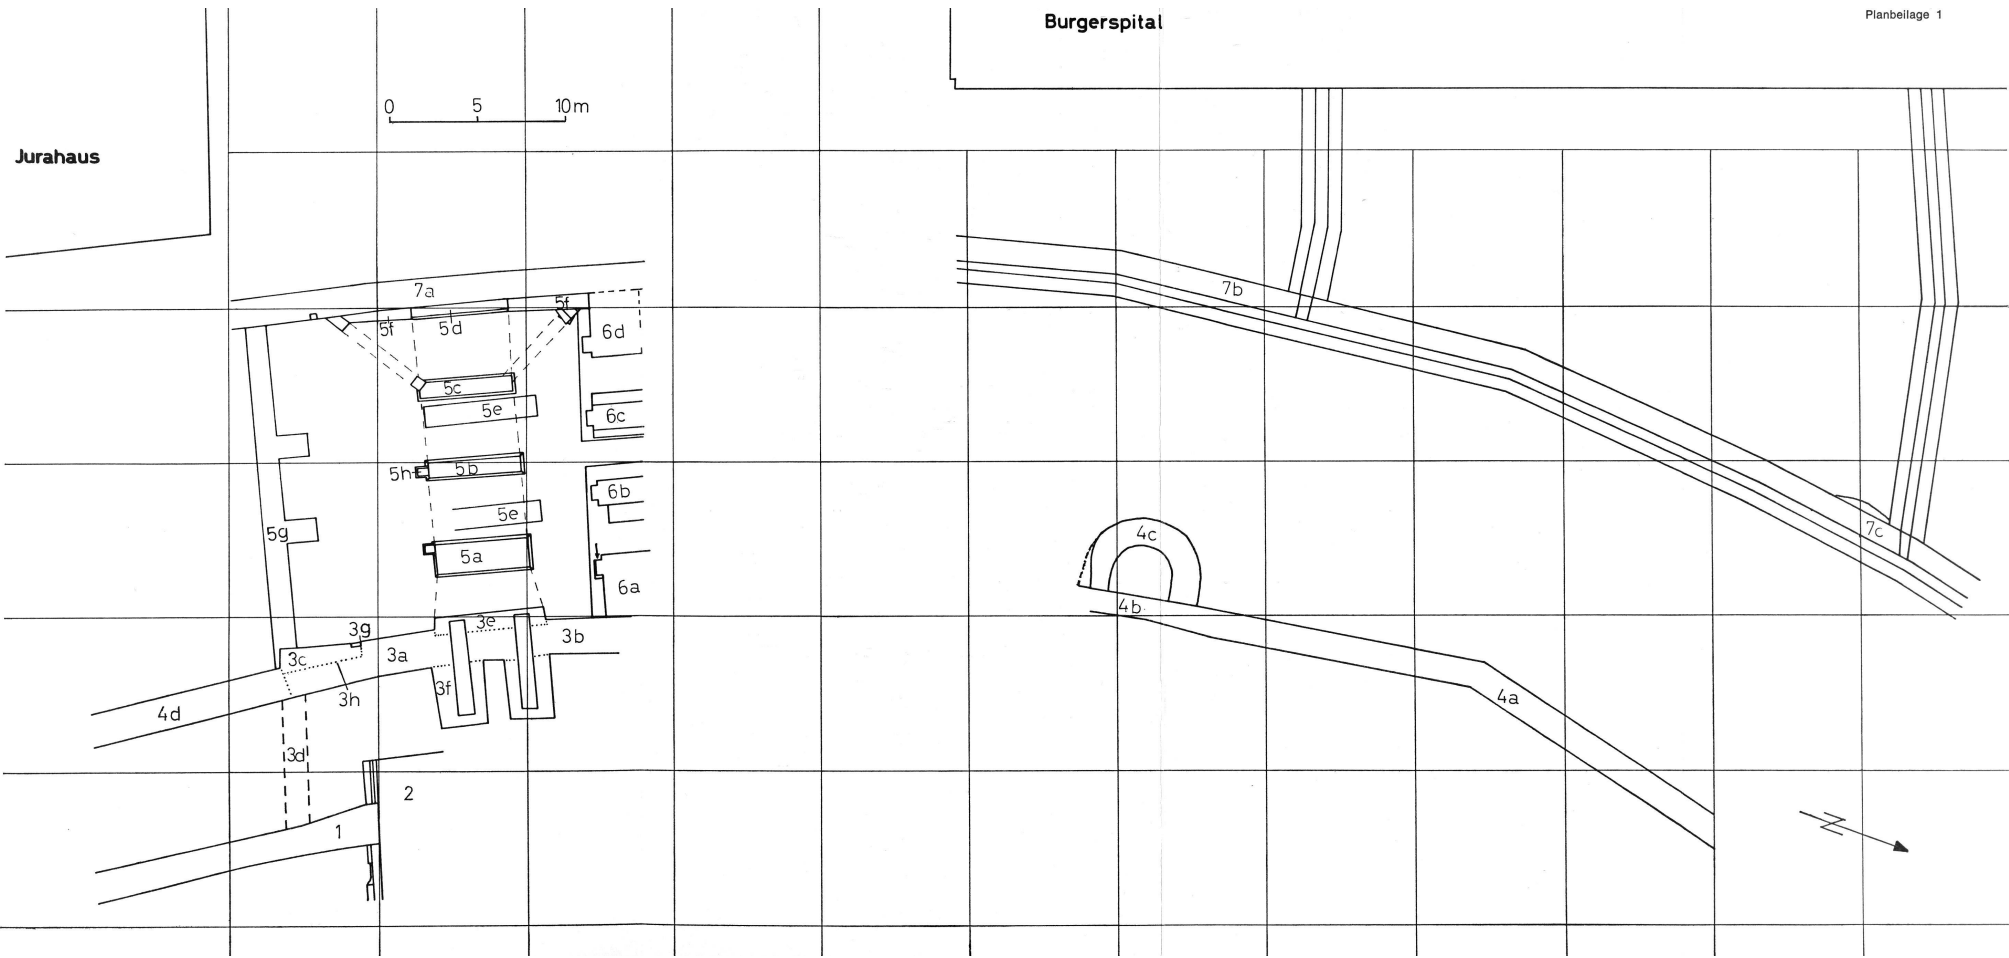 Planbeilage 1
Burgerspital
Jurahaus
0 5 10m
7a
7b
5f
5f
5d
6d
5c
5e
6c
5h
5b
6b
5e
5g
5a
6a
4c
7c
4b
3g
3e
3b
3c
3a
3h
3f
4d
4a
3d
2
1
N